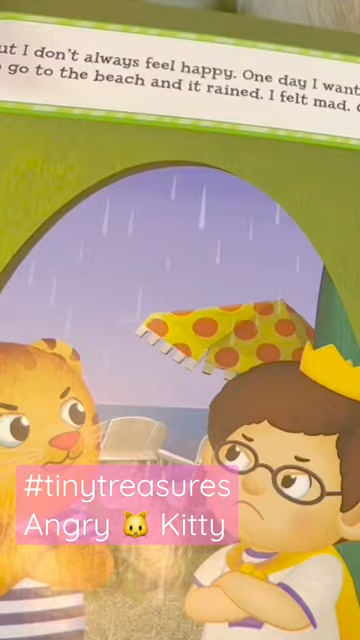 ut I don't always feel happy. One day I want
go to the beach and it rained. I felt mad.
#tinytreasures
Angry 🐱 Kitty